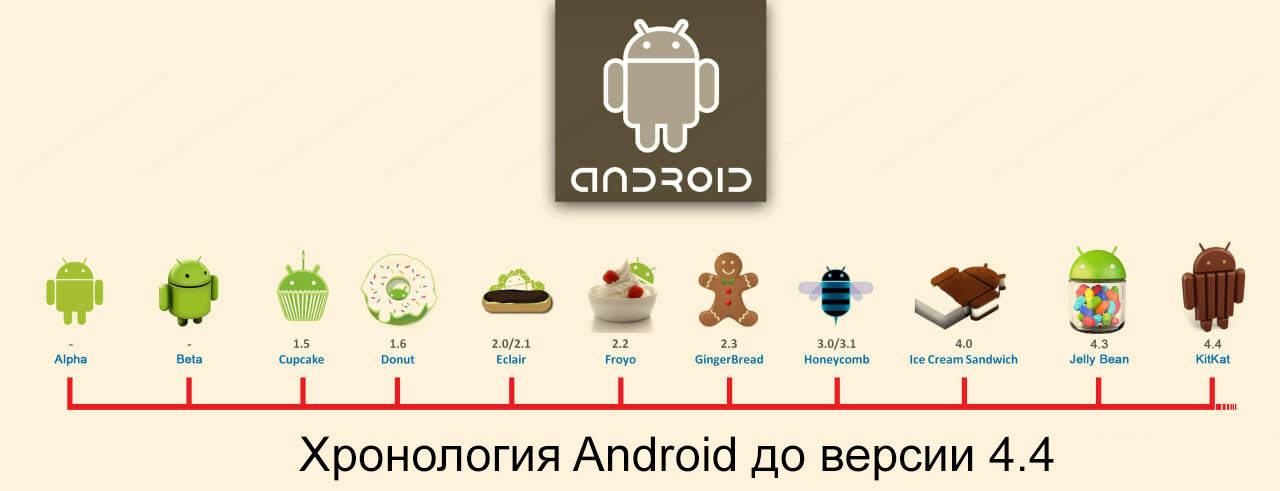 ANDROID
- - 1.5 1.6 2.0/2.1 2.2 2.3 3.0/3.1 4.0 4.3 4.4
Alpha Beta Cupcake Donut Eclair Froyo GingerBread Honeycomb Ice Cream Sandwich Jelly Bean KitKat
Хронология Android до версии 4.4